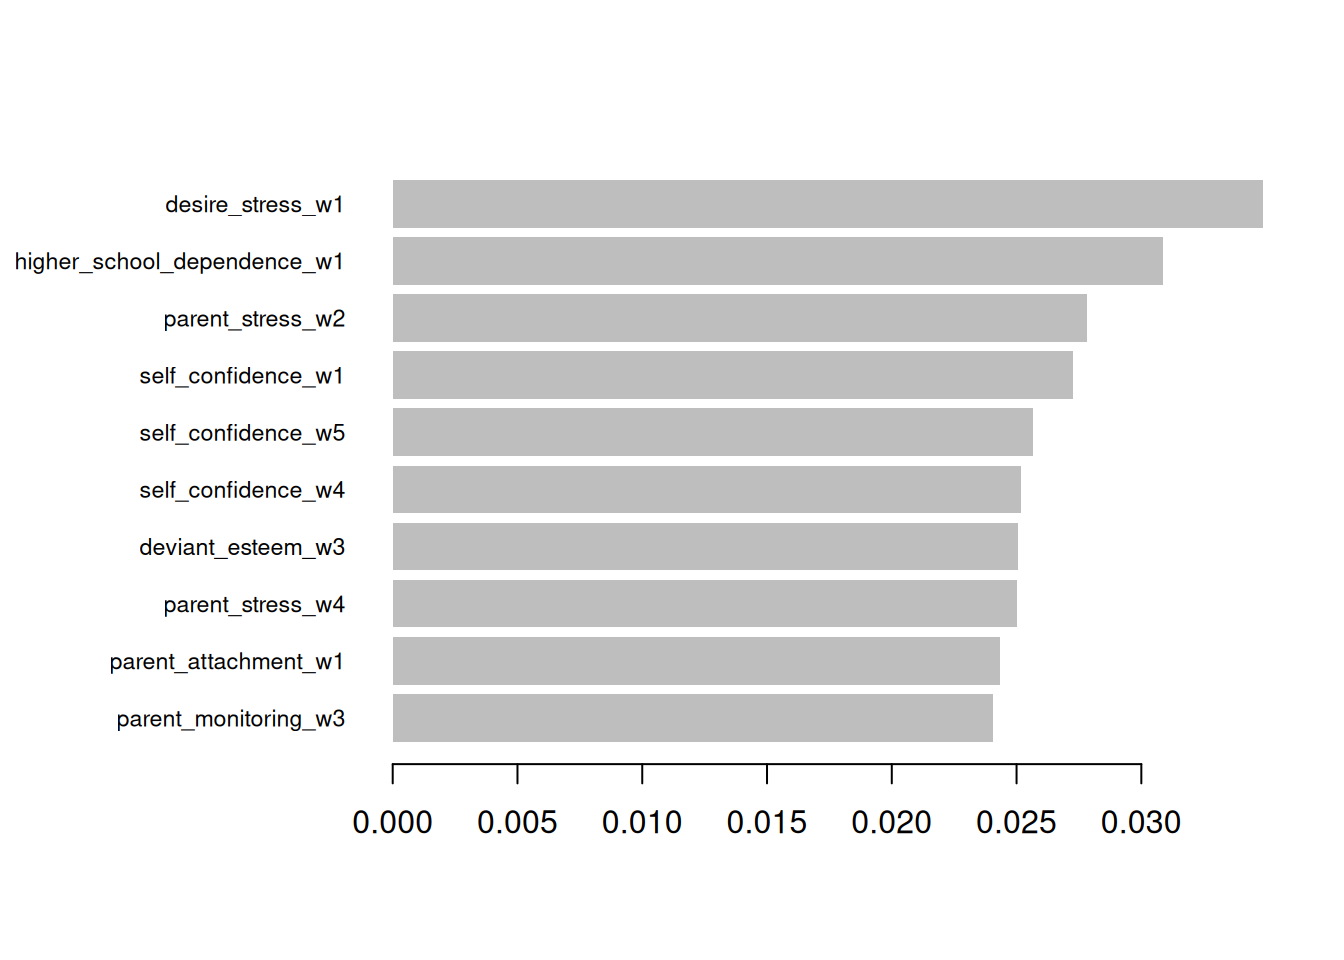 desire_stress_w1
higher_school_dependence_w1
parent_stress_w2
self_confidence_w1
self_confidence_w5
self_confidence_w4
deviant_esteem_w3
parent_stress_w4
parent_attachment_w1
parent_monitoring_w3
0.000 0.005 0.010 0.015 0.020 0.025 0.030